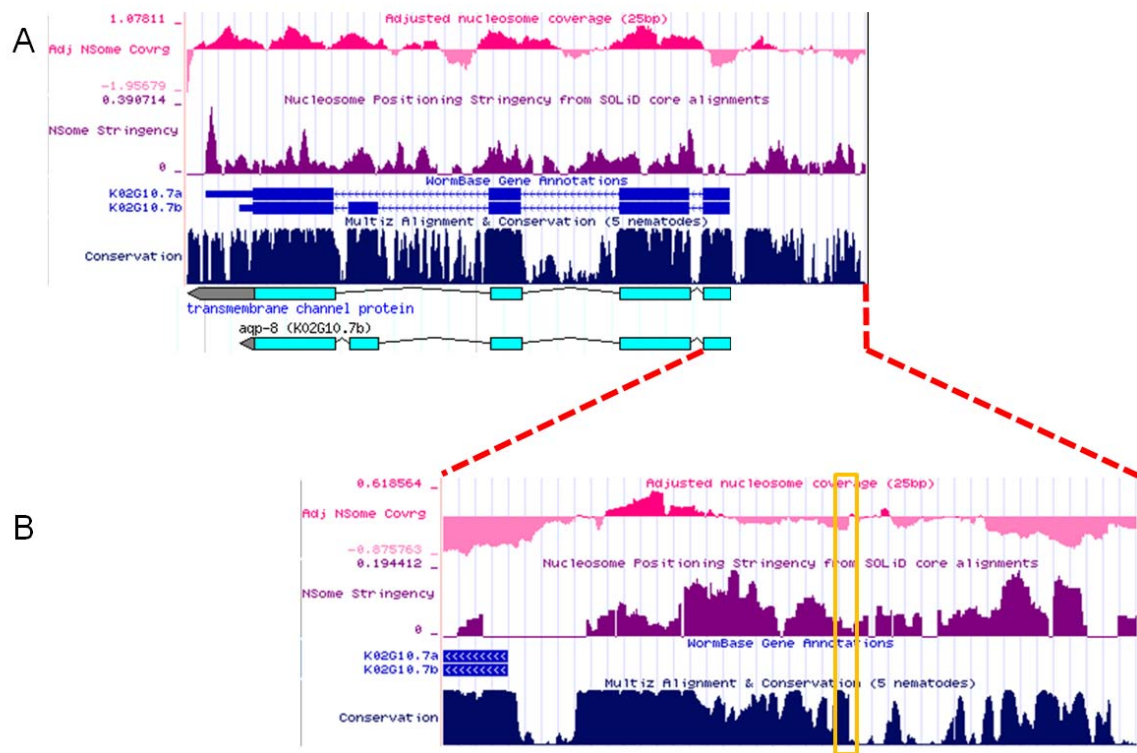 A
1.07811 _
Adjusted nucleosome coverage (25bp)
Adj NSome Covrg
-1.95679 _
0.390714 _
Nucleosome Positioning Stringency from SOLiD core alignments
NSome Stringency
0 _
WormBase Gene Annotations
K02G10.7a
K02G10.7b
Multiz Alignment & Conservation (5 nematodes)
Conservation
transmembrane channel protein
aqp-8 (K02G10.7b)
B
0.618564 _
Adjusted nucleosome coverage (25bp)
Adj NSome Covrg
-0.875763 _
0.194412 _
Nucleosome Positioning Stringency from SOLiD core alignments
NSome Stringency
0 _
WormBase Gene Annotations
K02G10.7a
K02G10.7b
Multiz Alignment & Conservation (5 nematodes)
Conservation